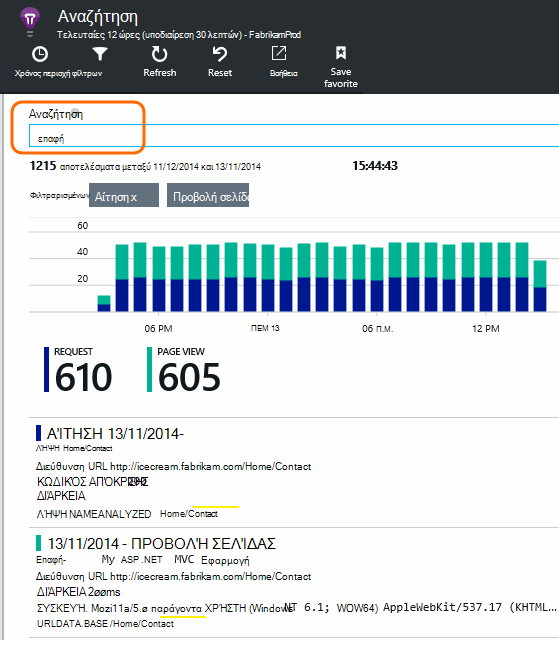 Αναζήτηση
Τελευταίες 12 ώρες (υποδιαίρεση 30 λεπτών) - FabrikamProd
Χρόνος περιοχή φίλτρων Refresh Reset Βοήθεια Save favorite
Αναζήτηση
επαφή
1215 αποτελέσματα μεταξύ 11/12/2014 και 13/11/2014 15:44:43
Φιλτραρισμένων Αίτηση x Προβολή σελίδα
60
40
20
06 PM ΠΕΜ 13 06 π.μ. 12 PM
REQUEST PAGE VIEW
610 605
ΑΊΤΗΣΗ 13/11/2014-
ΛΉΨΗ Home/Contact
Διεύθυνση URL http://icecream.fabrikam.com/Home/Contact
ΚΩΔΙΚΌΣ ΑΠΌΚΡΙΣΗΣ
ΔΙΆΡΚΕΙΑ
ΛΉΨΗ NAMEANALYZED Home/Contact
13/11/2014 - ΠΡΟΒΟΛΉ ΣΕΛΊΔΑΣ
Επαφή- My ASP .NET MVC Εφαρμογή
Διεύθυνση URL http://icecream.fabrikam.com/Home/Contact
ΔΙΆΡΚΕΙΑ 2øøms
ΣΥΣΚΕΥΉ. Mozi11a/5.ø παράγοντα ΧΡΉΣΤΗ (Windows NT 6.1; WOW64) AppleWebKit/537.17 (KHTML...
URLDATA.BASE /Home/Contact